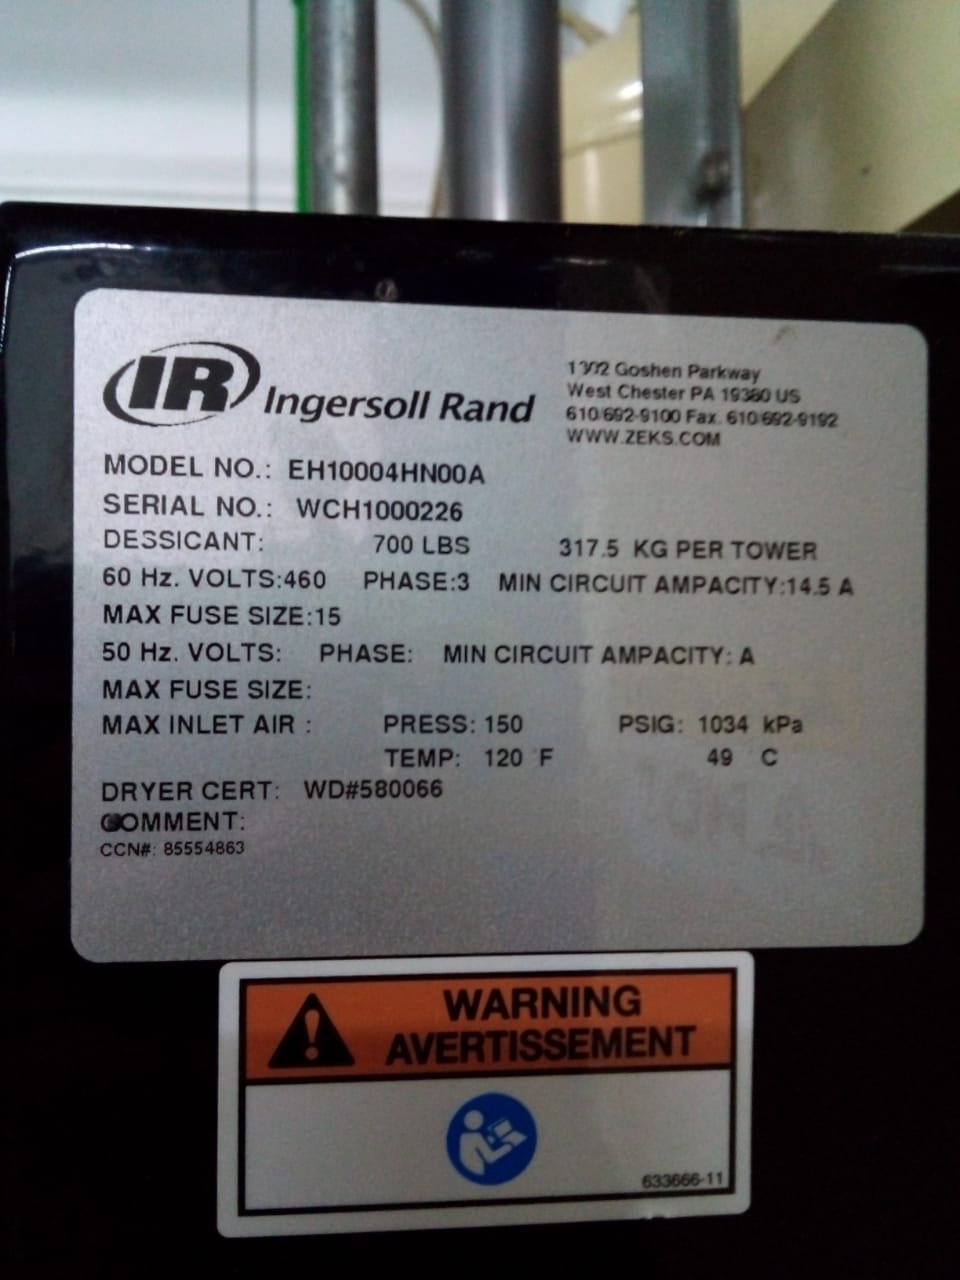 IR Ingersoll Rand
1302 Goshen Parkway
West Chester PA 19380 US
610/692-9100 Fax. 610/692-9192
WWW.ZEKS.COM
MODEL NO.: EH10004HN00A
SERIAL NO.: WCH1000226
DESSICANT: 700 LBS 317.5 KG PER TOWER
60 Hz. VOLTS:460 PHASE:3 MIN CIRCUIT AMPACITY:14.5 A
MAX FUSE SIZE:15
50 Hz. VOLTS: PHASE: MIN CIRCUIT AMPACITY: A
MAX FUSE SIZE:
MAX INLET AIR : PRESS: 150 PSIG: 1034 kPa
TEMP: 120 F 49 C
DRYER CERT: WD#580066
COMMENT:
CCN#: 85554863
WARNING
AVERTISSEMENT
633666-11